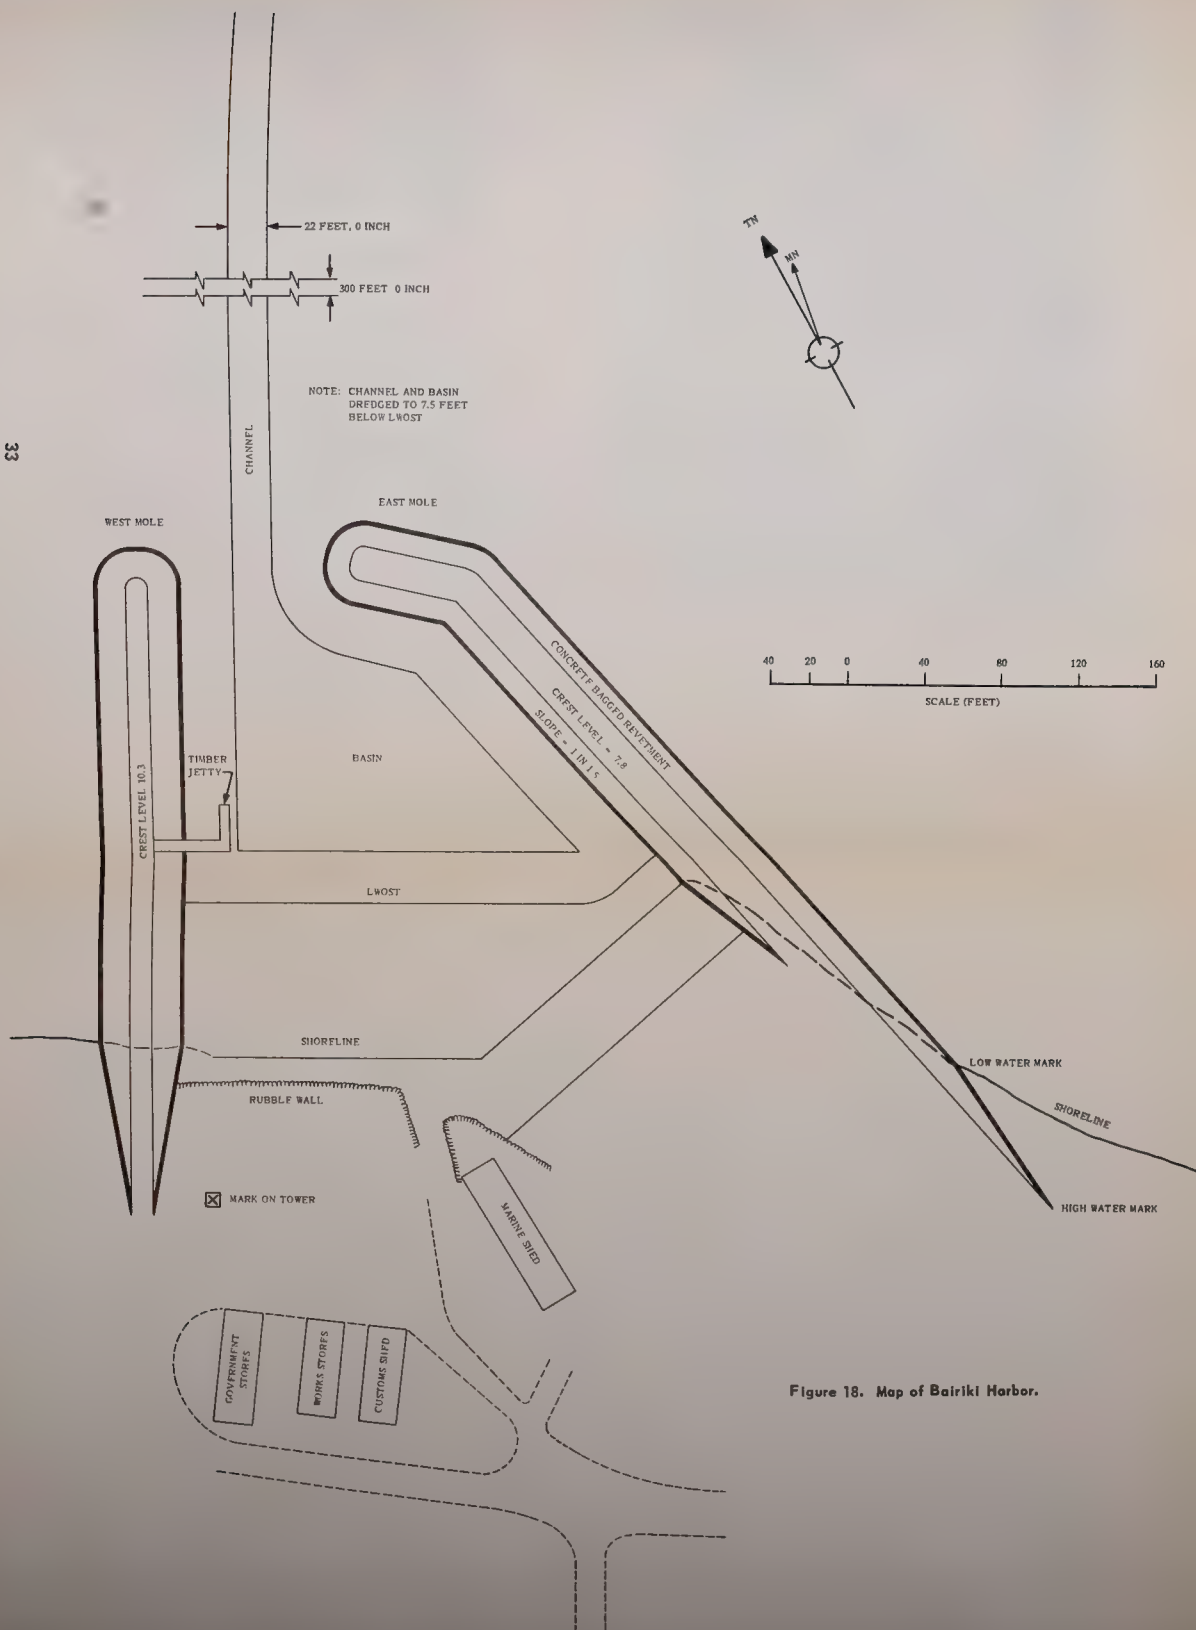 TN
MN
22 FEET, 0 INCH
300 FEET 0 INCH
NOTE: CHANNEL AND BASIN
DREDGED TO 7.5 FEET
BELOW LWOST
CHANNEL
33
EAST MOLE
WEST MOLE
40 20 0 40 80 120 160
SCALE (FEET)
CONCRETE BAGGED REVETMENT
CREST LEVEL = 7.8
SLOPE = 1 IN 1 5
TIMBER
JETTY
BASIN
CREST LEVEL 10.3
LWOST
SHORELINE
LOW WATER MARK
RUBBLE WALL
SHORELINE
MARK ON TOWER
HIGH WATER MARK
MARINE SHED
GOVERNMENT
STORES
WORKS STORES
CUSTOMS SHED
Figure 18. Map of Bairiki Harbor.